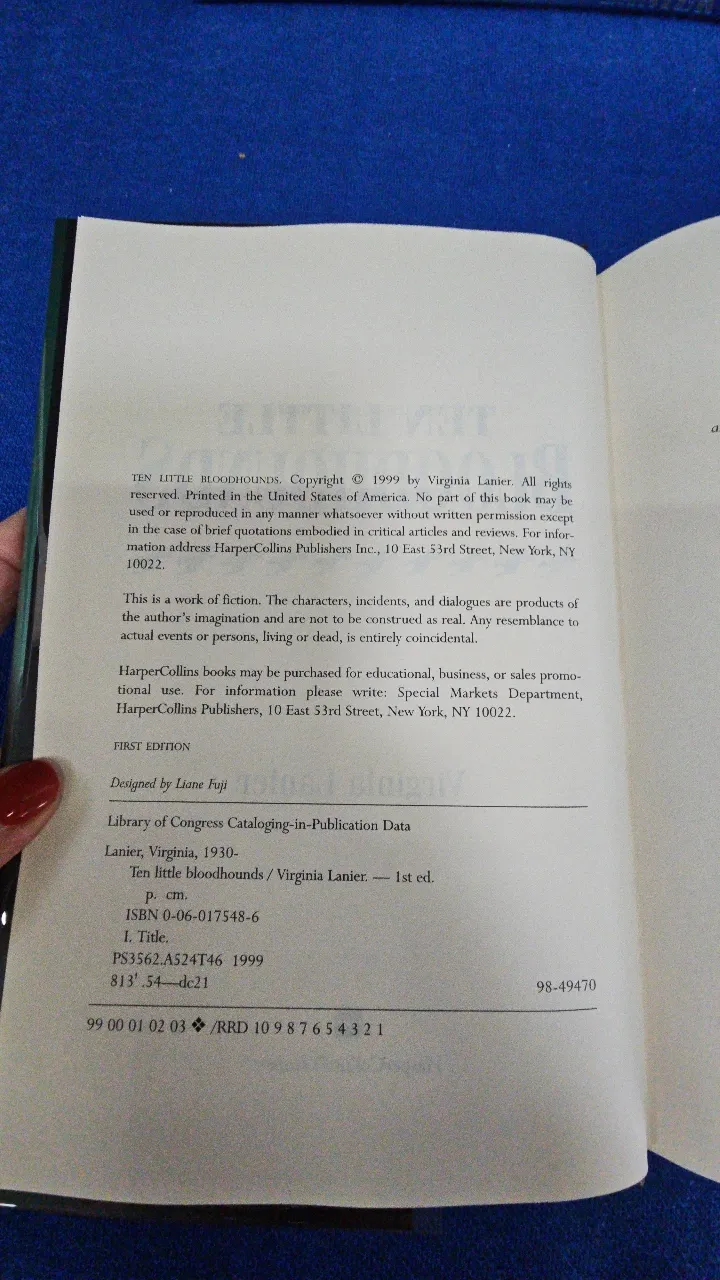 TEN LITTLE BLOODHOUNDS. Copyright © 1999 by Virginia Lanier. All rights
reserved. Printed in the United States of America. No part of this book may be
used or reproduced in any manner whatsoever without written permission except
in the case of brief quotations embodied in critical articles and reviews. For infor-
mation address HarperCollins Publishers Inc., 10 East 53rd Street, New York, NY
10022.
This is a work of fiction. The characters, incidents, and dialogues are products of
the author's imagination and are not to be construed as real. Any resemblance to
actual events or persons, living or dead, is entirely coincidental.
HarperCollins books may be purchased for educational, business, or sales promo-
tional use. For information please write: Special Markets Department,
HarperCollins Publishers, 10 East 53rd Street, New York, NY 10022.
FIRST EDITION
Designed by Liane Fuji
Library of Congress Cataloging-in-Publication Data
Lanier, Virginia, 1930-
Ten little bloodhounds / Virginia Lanier. — 1st ed.
p. cm.
ISBN 0-06-017548-6
I. Title.
PS3562.A524T46 1999
813'.54—dc21 98-49470
99 00 01 02 03 ❖ /RRD 10 9 8 7 6 5 4 3 2 1